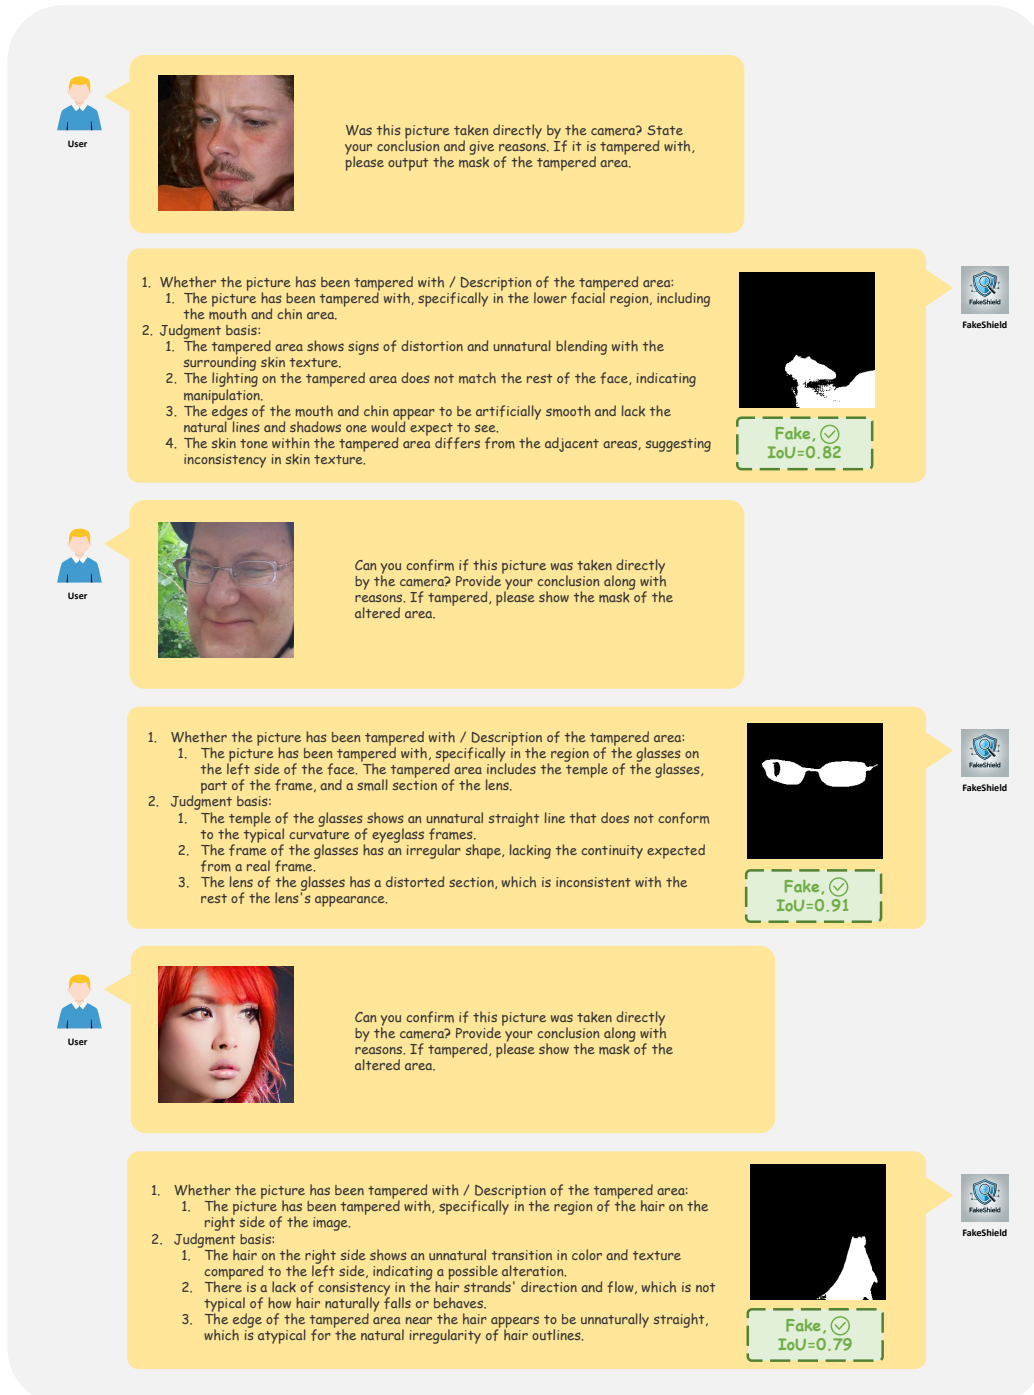 Was this picture taken directly by the camera? State
your conclusion and give reasons. If it is tampered with,
please output the mask of the tampered area.
User
1. Whether the picture has been tampered with / Description of the tampered area:
1. The picture has been tampered with, specifically in the lower facial region, including
the mouth and chin area.
2. Judgment basis:
1. The tampered area shows signs of distortion and unnatural blending with the
surrounding skin texture.
2. The lighting on the tampered area does not match the rest of the face, indicating
manipulation.
3. The edges of the mouth and chin appear to be artificially smooth and lack the
natural lines and shadows one would expect to see.
4. The skin tone within the tampered area differs from the adjacent areas, suggesting
inconsistency in skin texture.
Fake,
IoU=0.82
FakeShield
FakeShield
Can you confirm if this picture was taken directly
by the camera? Provide your conclusion along with
reasons. If tampered, please show the mask of the
altered area.
User
1. Whether the picture has been tampered with / Description of the tampered area:
1. The picture has been tampered with, specifically in the region of the glasses on
the left side of the face. The tampered area includes the temple of the glasses,
part of the frame, and a small section of the lens.
2. Judgment basis:
1. The temple of the glasses shows an unnatural straight line that does not conform
to the typical curvature of eyeglass frames.
2. The frame of the glasses has an irregular shape, lacking the continuity expected
from a real frame.
3. The lens of the glasses has a distorted section, which is inconsistent with the
rest of the lens's appearance.
Fake,
IoU=0.91
FakeShield
FakeShield
Can you confirm if this picture was taken directly
by the camera? Provide your conclusion along with
reasons. If tampered, please show the mask of the
altered area.
User
1. Whether the picture has been tampered with / Description of the tampered area:
1. The picture has been tampered with, specifically in the region of the hair on the
right side of the image.
2. Judgment basis:
1. The hair on the right side shows an unnatural transition in color and texture
compared to the left side, indicating a possible alteration.
2. There is a lack of consistency in the hair strands' direction and flow, which is not
typical of how hair naturally falls or behaves.
3. The edge of the tampered area near the hair appears to be unnaturally straight,
which is atypical for the natural irregularity of hair outlines.
Fake,
IoU=0.79
FakeShield
FakeShield